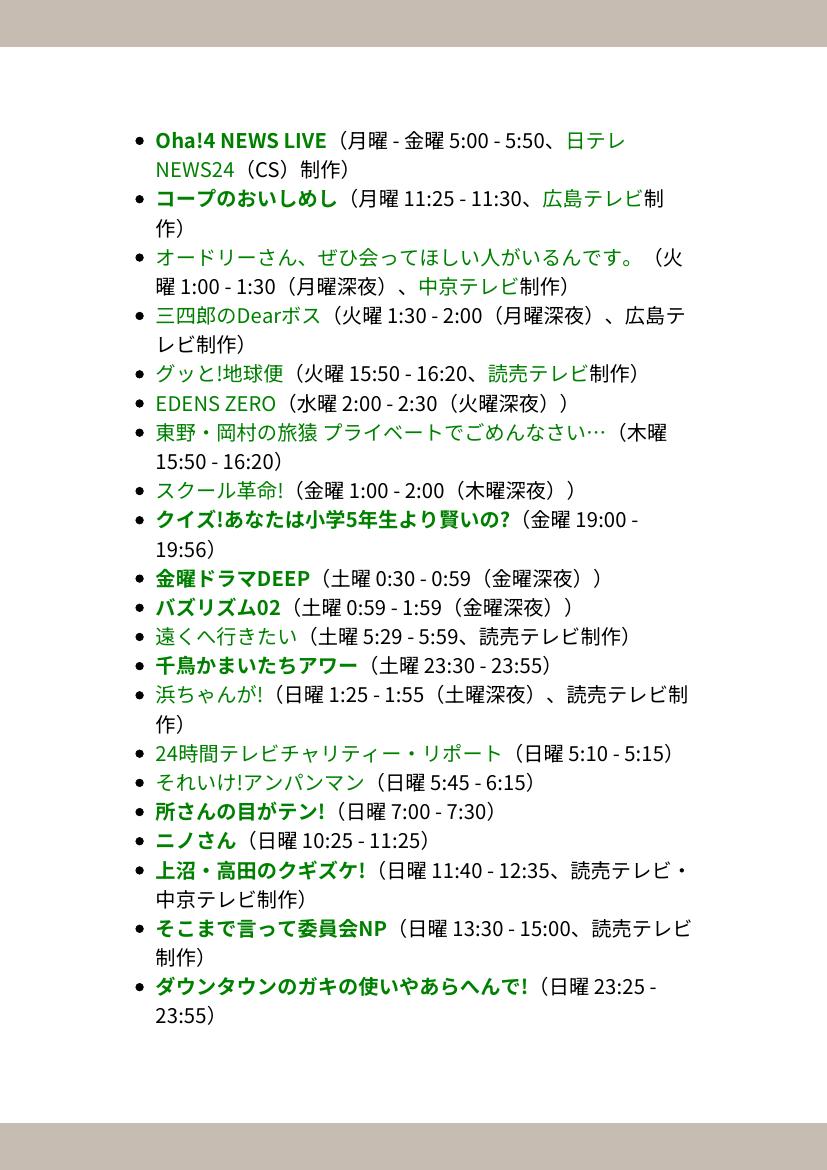 • Oha!4 NEWS LIVE（月曜 - 金曜 5:00 - 5:50、日テレ
NEWS24（CS）制作）
• コープのおいしめし（月曜 11:25 - 11:30、広島テレビ制
作）
• オードリーさん、ぜひ会ってほしい人がいるんです。（火
曜 1:00 - 1:30（月曜深夜）、中京テレビ制作）
• 三四郎のDearボス（火曜 1:30 - 2:00（月曜深夜）、広島テ
レビ制作）
• グッと!地球便（火曜 15:50 - 16:20、読売テレビ制作）
• EDENS ZERO（水曜 2:00 - 2:30（火曜深夜））
• 東野・岡村の旅猿 プライベートでごめんなさい…（木曜
15:50 - 16:20）
• スクール革命!（金曜 1:00 - 2:00（木曜深夜））
• クイズ!あなたは小学5年生より賢いの?（金曜 19:00 -
19:56）
• 金曜ドラマDEEP（土曜 0:30 - 0:59（金曜深夜））
• バズリズム02（土曜 0:59 - 1:59（金曜深夜））
• 遠くへ行きたい（土曜 5:29 - 5:59、読売テレビ制作）
• 千鳥かまいたちアワー（土曜 23:30 - 23:55）
• 浜ちゃんが!（日曜 1:25 - 1:55（土曜深夜）、読売テレビ制
作）
• 24時間テレビチャリティー・リポート（日曜 5:10 - 5:15）
• それいけ!アンパンマン（日曜 5:45 - 6:15）
• 所さんの目がテン!（日曜 7:00 - 7:30）
• ニノさん（日曜 10:25 - 11:25）
• 上沼・高田のクギズケ!（日曜 11:40 - 12:35、読売テレビ・
中京テレビ制作）
• そこまで言って委員会NP（日曜 13:30 - 15:00、読売テレビ
制作）
• ダウンタウンのガキの使いやあらへんで!（日曜 23:25 -
23:55）